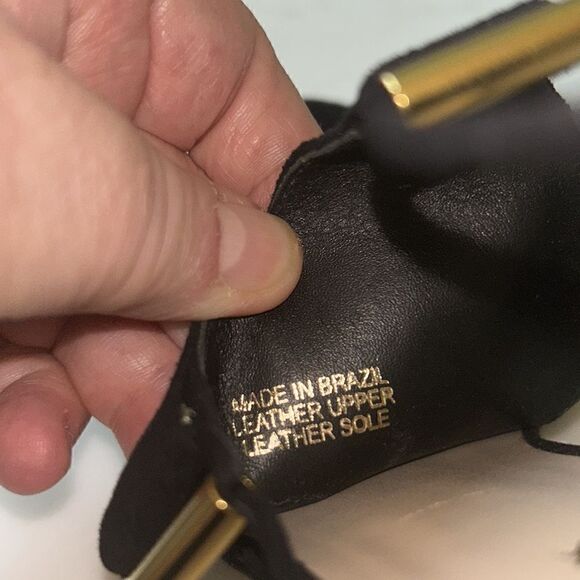 MADE IN BRAZIL
LEATHER UPPER
LEATHER SOLE